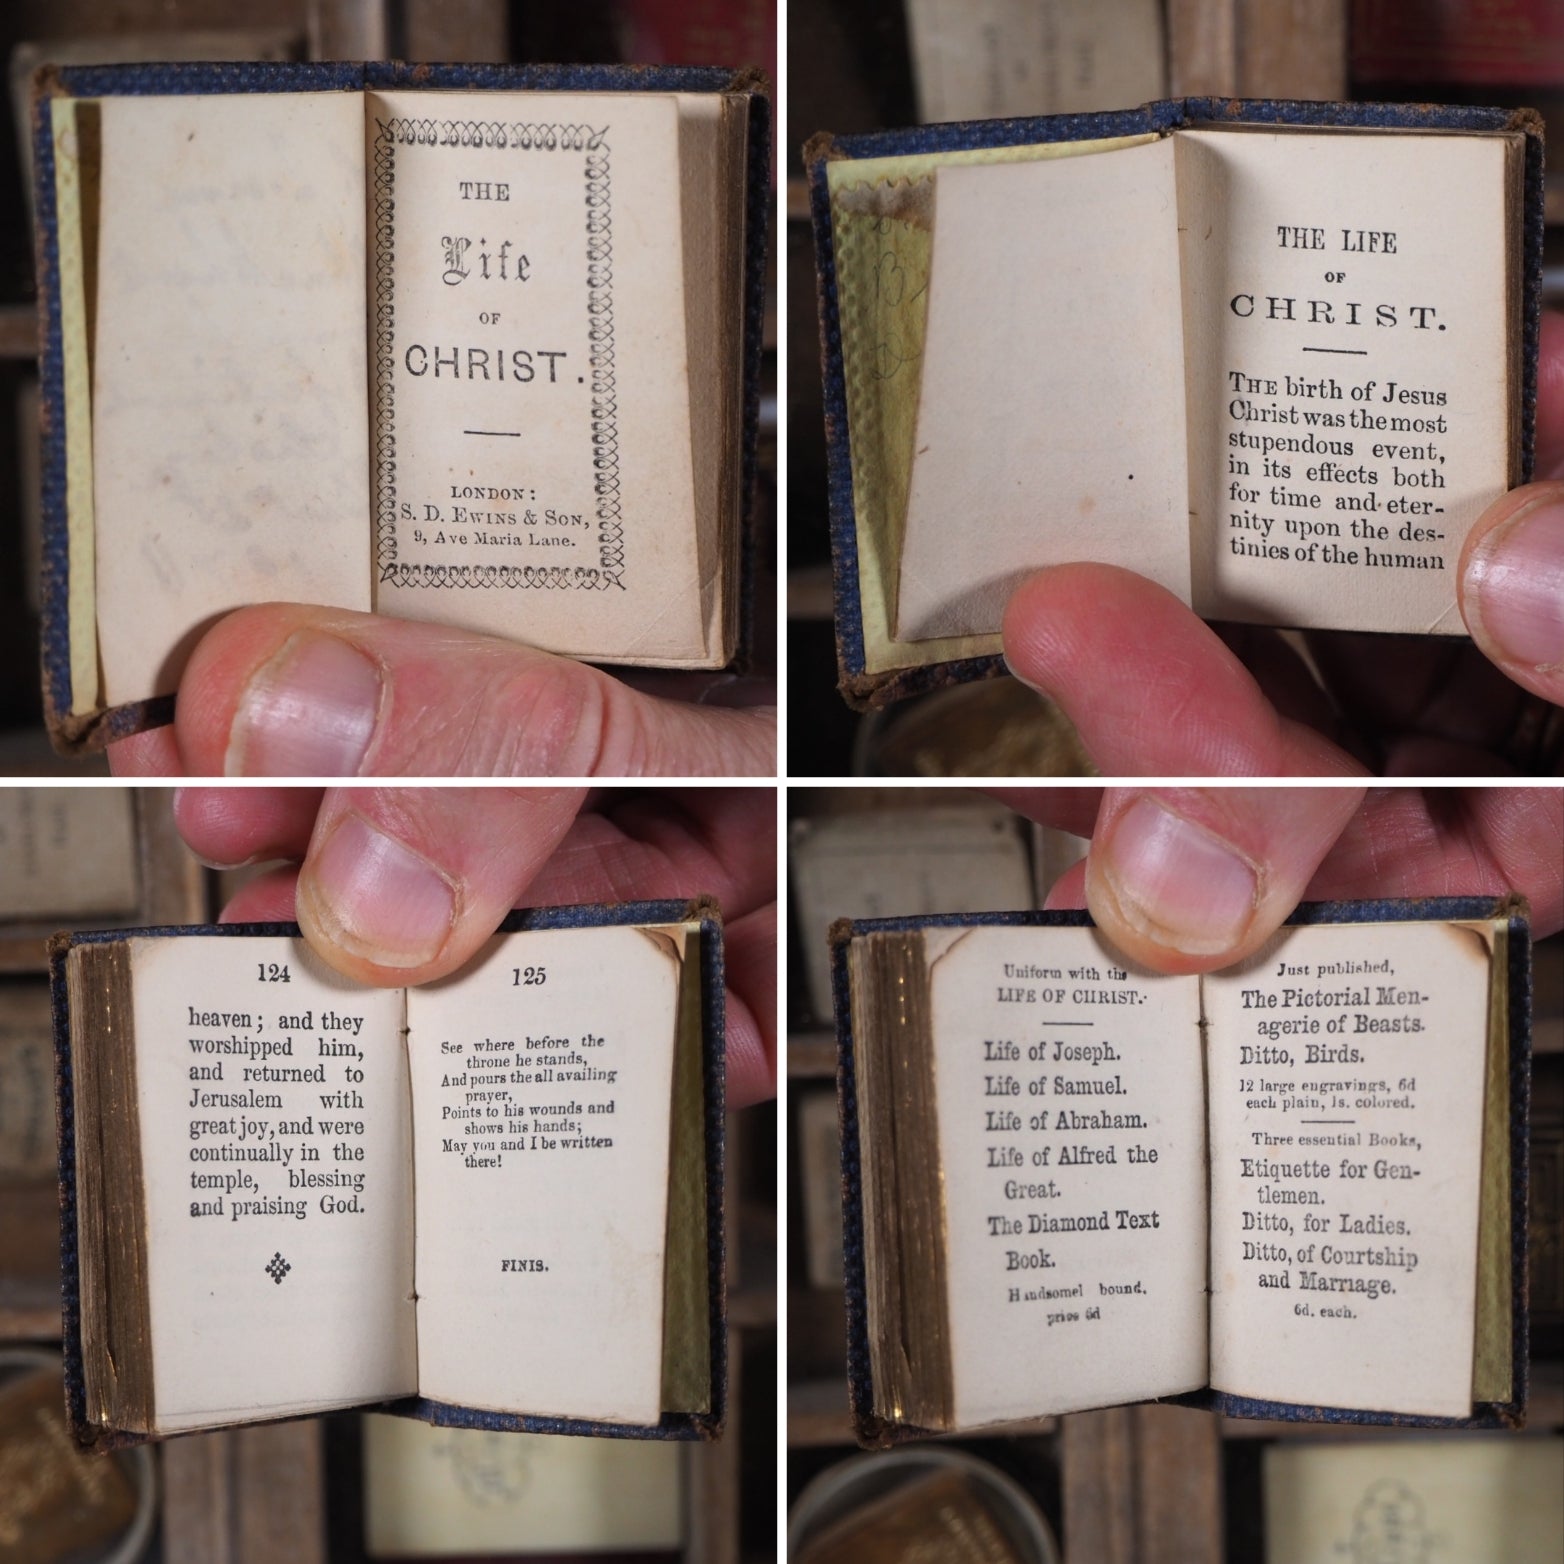 THE
Life
OF
CHRIST.
LONDON:
S. D. EWINS & SON,
9, Ave Maria Lane.
THE LIFE
OF
CHRIST.
THE birth of Jesus
Christ was the most
stupendous event,
in its effects both
for time and eter-
nity upon the des-
tinies of the human
124
heaven; and they
worshipped him,
and returned to
Jerusalem with
great joy, and were
continually in the
temple, blessing
and praising God.
125
See where before the
throne he stands,
And pours the all availing
prayer,
Points to his wounds and
shows his hands;
May you and I be written
there!
FINIS.
Uniform with the
LIFE OF CHRIST.
Life of Joseph.
Life of Samuel.
Life of Abraham.
Life of Alfred the
Great.
The Diamond Text
Book.
Handsomel bound,
price 6d
Just published,
The Pictorial Men-
agerie of Beasts.
Ditto, Birds.
12 large engravings, 6d
each plain, 1s. colored.
Three essential Books,
Etiquette for Gen-
tlemen.
Ditto, for Ladies.
Ditto, of Courtship
and Marriage.
6d. each.